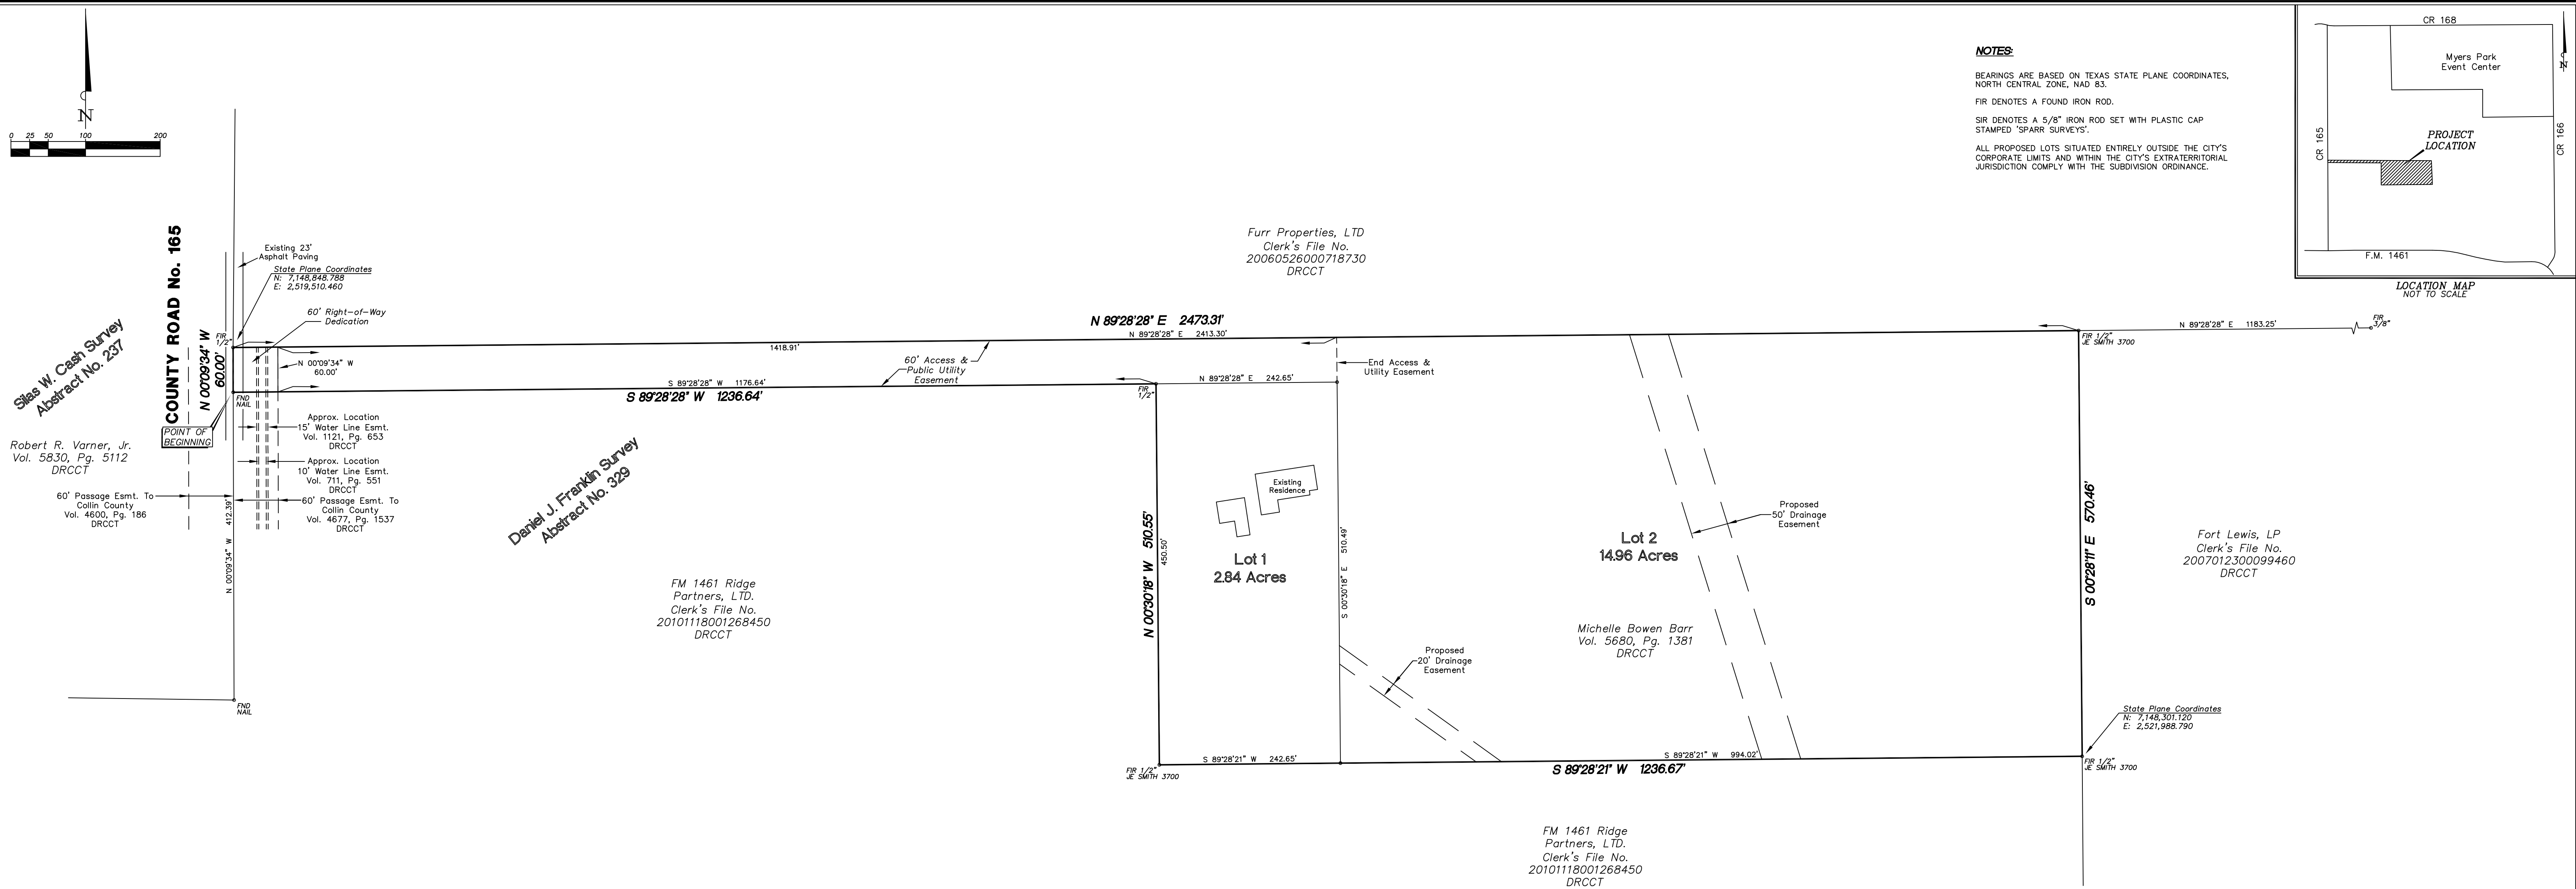 N
0 25 50 100 200
NOTES:
BEARINGS ARE BASED ON TEXAS STATE PLANE COORDINATES,
NORTH CENTRAL ZONE, NAD 83.
FIR DENOTES A FOUND IRON ROD.
SIR DENOTES A 5/8" IRON ROD SET WITH PLASTIC CAP
STAMPED 'SPARR SURVEYS'.
ALL PROPOSED LOTS SITUATED ENTIRELY OUTSIDE THE CITY'S
CORPORATE LIMITS AND WITHIN THE CITY'S EXTRATERRITORIAL
JURISDICTION COMPLY WITH THE SUBDIVISION ORDINANCE.
CR 168
Myers Park
Event Center
N
CR 165
CR 166
PROJECT
LOCATION
F.M. 1461
LOCATION MAP
NOT TO SCALE
Silas W. Cash Survey
Abstract No. 237
COUNTY ROAD No. 165
N 00°09'34" W
60.00'
Existing 23'
Asphalt Paving
State Plane Coordinates
N: 7,148,848.788
E: 2,519,510.460
60' Right-of-Way
Dedication
FIR
1/2"
N 00°09'34" W
60.00'
FND
NAIL
POINT OF
BEGINNING
Robert R. Varner, Jr.
Vol. 5830, Pg. 5112
DRCCT
60' Passage Esmt. To
Collin County
Vol. 4600, Pg. 186
DRCCT
Approx. Location
15' Water Line Esmt.
Vol. 1121, Pg. 653
DRCCT
Approx. Location
10' Water Line Esmt.
Vol. 711, Pg. 551
DRCCT
60' Passage Esmt. To
Collin County
Vol. 4677, Pg. 1537
DRCCT
N 00°09'34" W 412.39'
FND
NAIL
Daniel J. Franklin Survey
Abstract No. 329
Furr Properties, LTD
Clerk's File No.
20060526000718730
DRCCT
N 89°28'28" E 2473.31'
N 89°28'28" E 2413.30'
1418.91'
60' Access &
Public Utility
Easement
S 89°28'28" W 1176.64'
S 89°28'28" W 1236.64'
FIR
1/2"
N 89°28'28" E 242.65'
End Access &
Utility Easement
FIR 1/2"
JE SMITH 3700
N 89°28'28" E 1183.25'
FIR
3/8"
FM 1461 Ridge
Partners, LTD.
Clerk's File No.
20101118001268450
DRCCT
N 00°30'18" W 510.55'
450.50'
Existing
Residence
Lot 1
2.84 Acres
S 00°30'18" E 510.49'
Lot 2
14.96 Acres
Proposed
50' Drainage
Easement
Michelle Bowen Barr
Vol. 5680, Pg. 1381
DRCCT
Proposed
20' Drainage
Easement
S 00°28'11" E 570.46'
Fort Lewis, LP
Clerk's File No.
2007012300099460
DRCCT
State Plane Coordinates
N: 7,148,301.120
E: 2,521,988.790
FIR 1/2"
JE SMITH 3700
S 89°28'21" W 242.65'
S 89°28'21" W 994.02'
S 89°28'21" W 1236.67'
FIR 1/2"
JE SMITH 3700
FM 1461 Ridge
Partners, LTD.
Clerk's File No.
20101118001268450
DRCCT